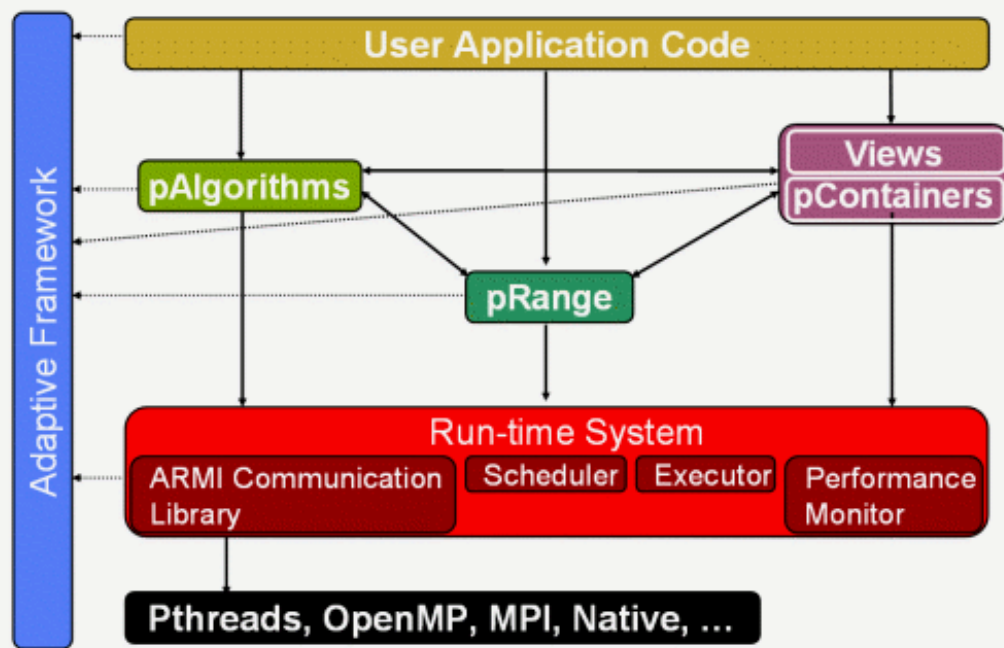 User Application Code
Adaptive Framework
Views
pAlgorithms
pContainers
pRange
Run-time System
ARMI Communication
Library
Scheduler
Executor
Performance
Monitor
Pthreads, OpenMP, MPI, Native, ...